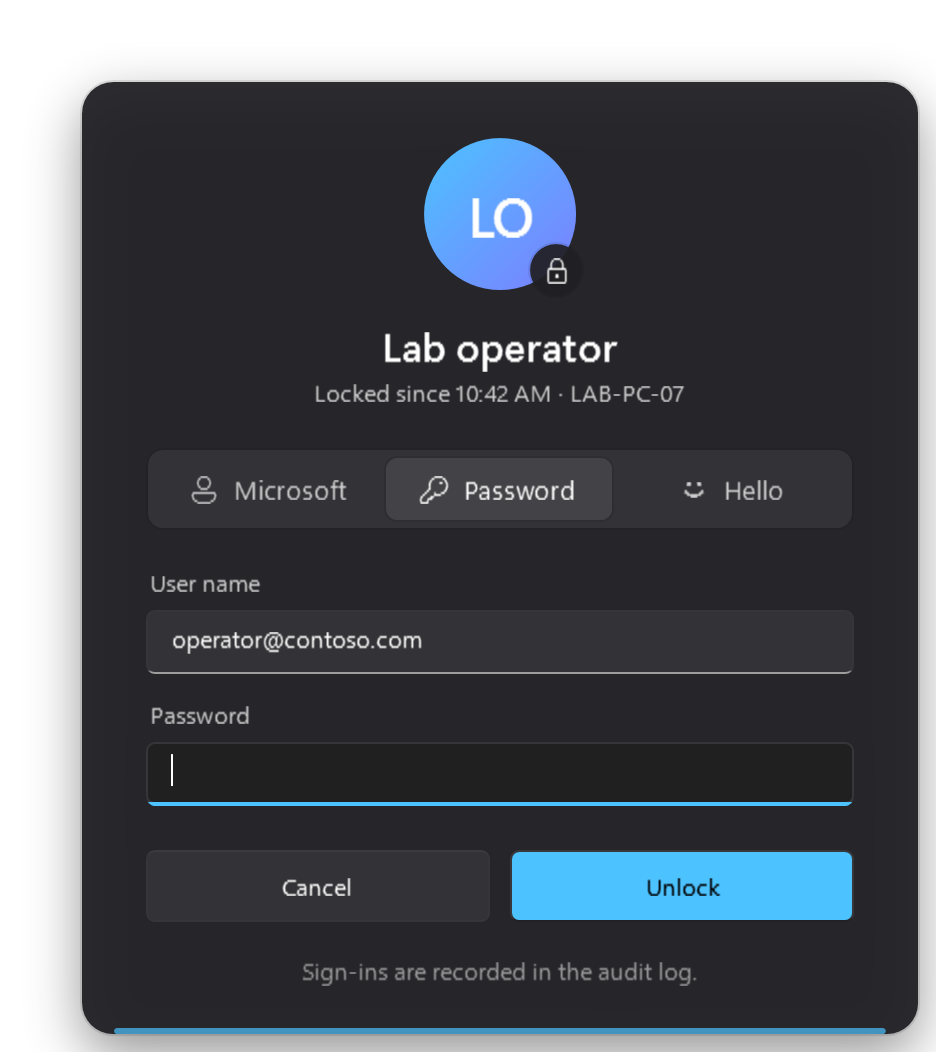 LO
Lab operator
Locked since 10:42 AM · LAB-PC-07
Microsoft Password Hello
User name
operator@contoso.com
Password
Cancel Unlock
Sign-ins are recorded in the audit log.